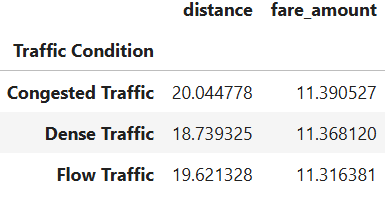 distance fare_amount
Traffic Condition
Congested Traffic 20.044778 11.390527
Dense Traffic 18.739325 11.368120
Flow Traffic 19.621328 11.316381